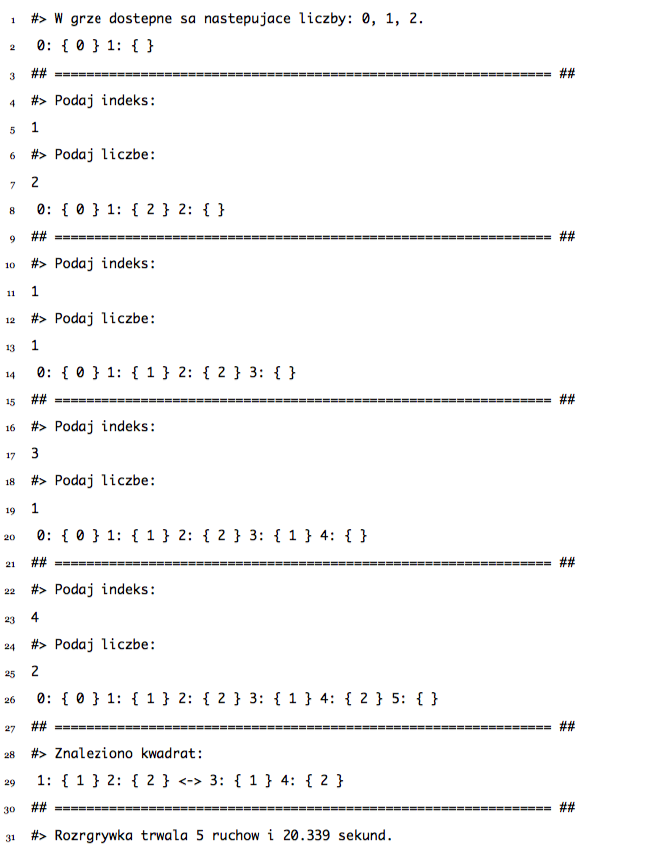 1 #> W grze dostepne sa nastepujace liczby: 0, 1, 2.
2 0: { 0 } 1: { }
3 ## =============================================================== ##
4 #> Podaj indeks:
5 1
6 #> Podaj liczbe:
7 2
8 0: { 0 } 1: { 2 } 2: { }
9 ## =============================================================== ##
10 #> Podaj indeks:
11 1
12 #> Podaj liczbe:
13 1
14 0: { 0 } 1: { 1 } 2: { 2 } 3: { }
15 ## =============================================================== ##
16 #> Podaj indeks:
17 3
18 #> Podaj liczbe:
19 1
20 0: { 0 } 1: { 1 } 2: { 2 } 3: { 1 } 4: { }
21 ## =============================================================== ##
22 #> Podaj indeks:
23 4
24 #> Podaj liczbe:
25 2
26 0: { 0 } 1: { 1 } 2: { 2 } 3: { 1 } 4: { 2 } 5: { }
27 ## =============================================================== ##
28 #> Znaleziono kwadrat:
29 1: { 1 } 2: { 2 } <-> 3: { 1 } 4: { 2 }
30 ## =============================================================== ##
31 #> Rozrgrywka trwala 5 ruchow i 20.339 sekund.